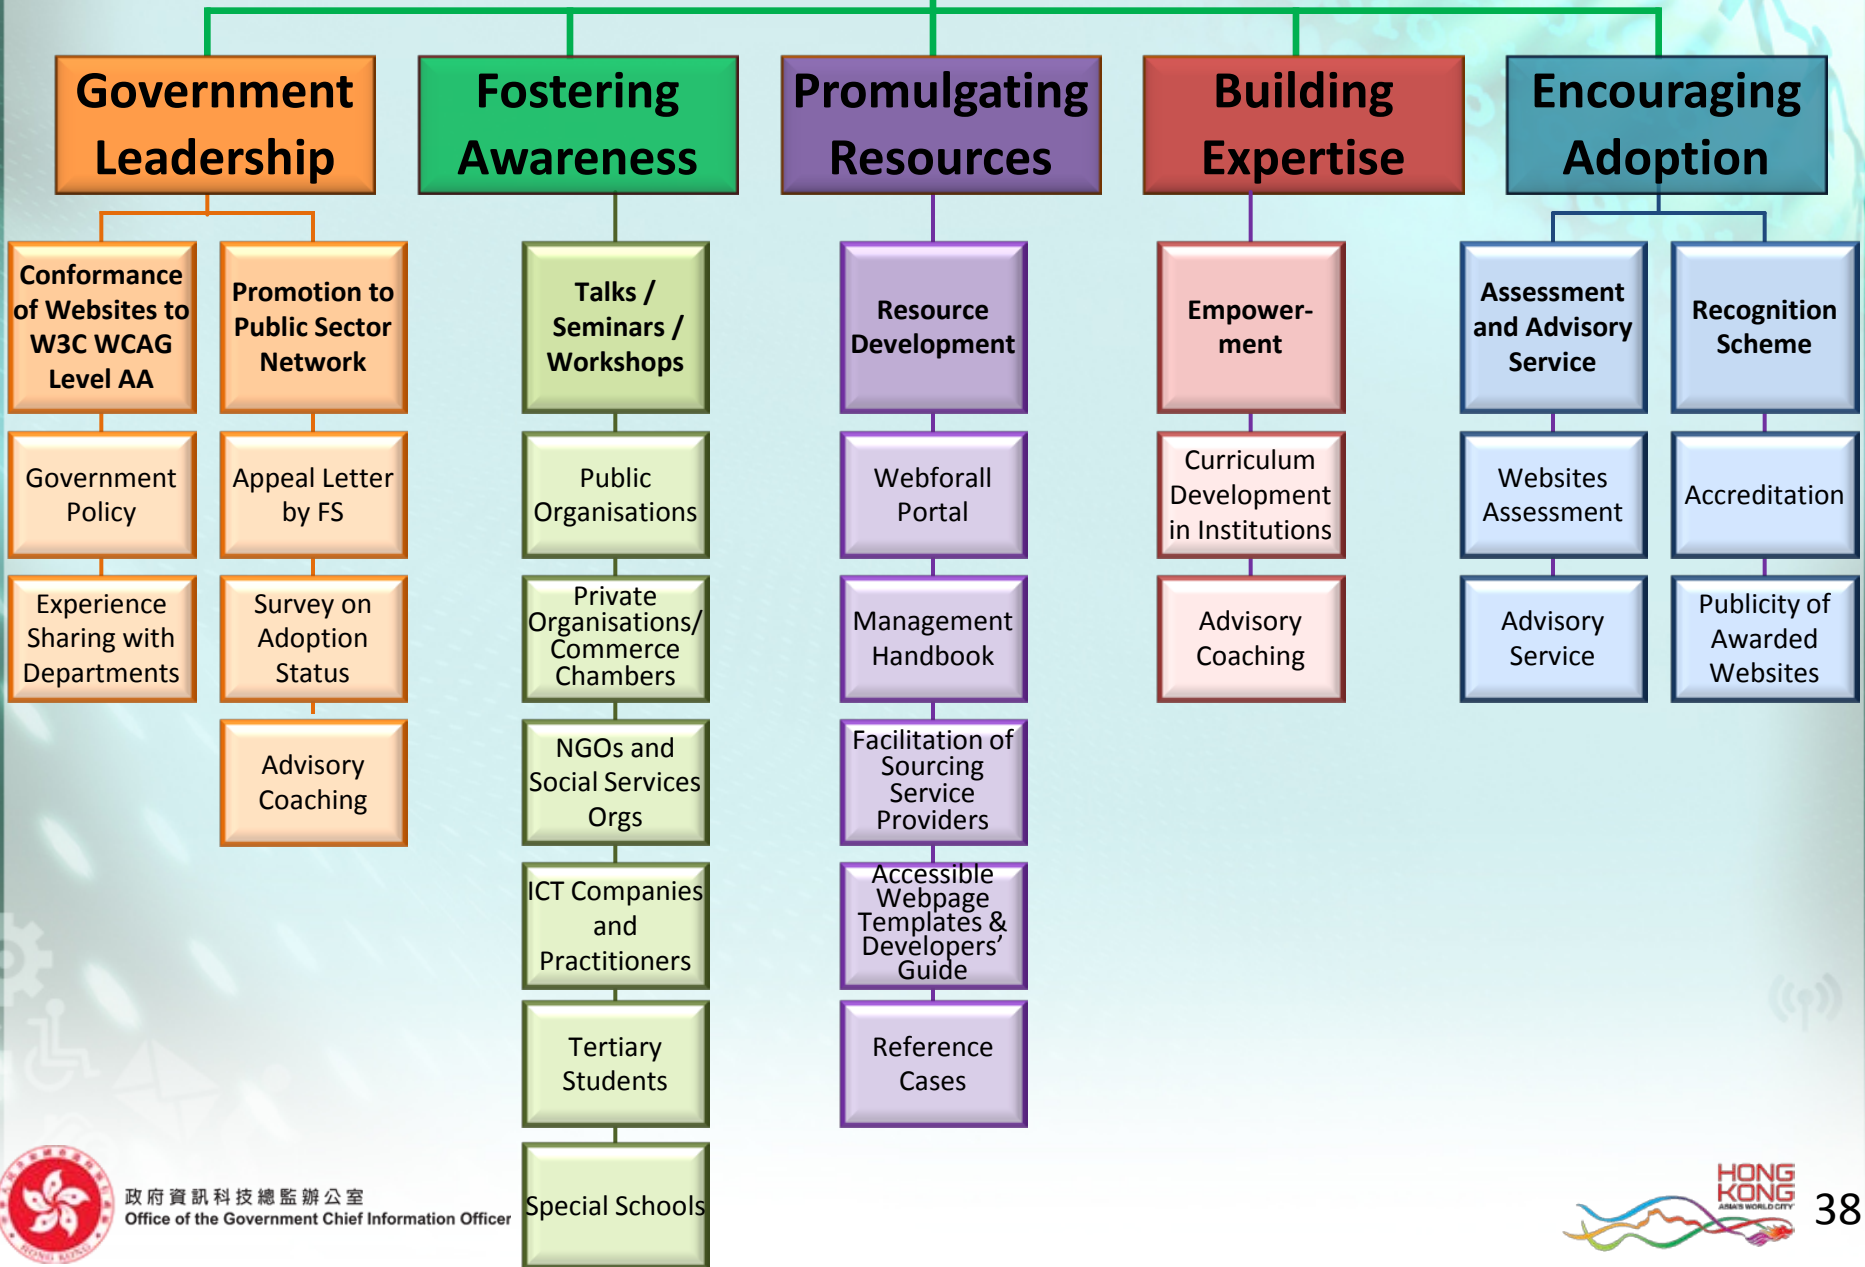 Government
Leadership
Fostering
Awareness
Promulgating
Resources
Building
Expertise
Encouraging
Adoption
Conformance
of Websites to
W3C WCAG
Level AA
Government
Policy
Experience
Sharing with
Departments
Promotion to
Public Sector
Network
Appeal Letter
by FS
Survey on
Adoption
Status
Advisory
Coaching
Talks /
Seminars /
Workshops
Public
Organisations
Private
Organisations/
Commerce
Chambers
NGOs and
Social Services
Orgs
ICT Companies
and
Practitioners
Tertiary
Students
Special Schools
Resource
Development
Webforall
Portal
Management
Handbook
Facilitation of
Sourcing
Service
Providers
Accessible
Webpage
Templates &
Developers’
Guide
Reference
Cases
Empower-
ment
Curriculum
Development
in Institutions
Advisory
Coaching
Assessment
and Advisory
Service
Websites
Assessment
Advisory
Service
Recognition
Scheme
Accreditation
Publicity of
Awarded
Websites
政府資訊科技總監辦公室
Office of the Government Chief Information Officer
HONG KONG
HONG
KONG
ASIA'S WORLD CITY
38